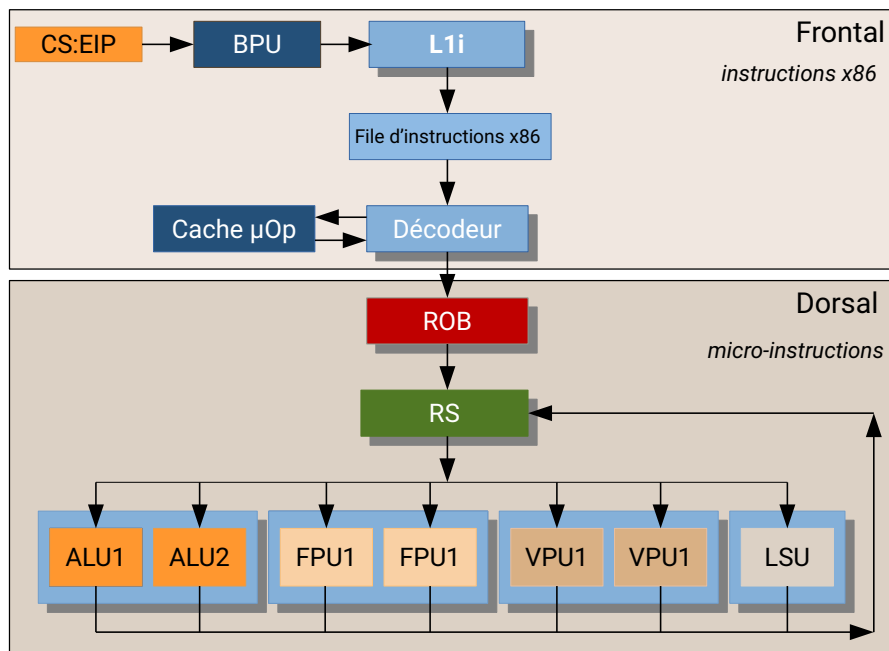 CS:EIP
BPU
L1i
Frontal
instructions x86
File d'instructions x86
Cache µOp
Décodeur
Dorsal
ROB
micro-instructions
RS
ALU1
ALU2
FPU1
FPU1
VPU1
VPU1
LSU